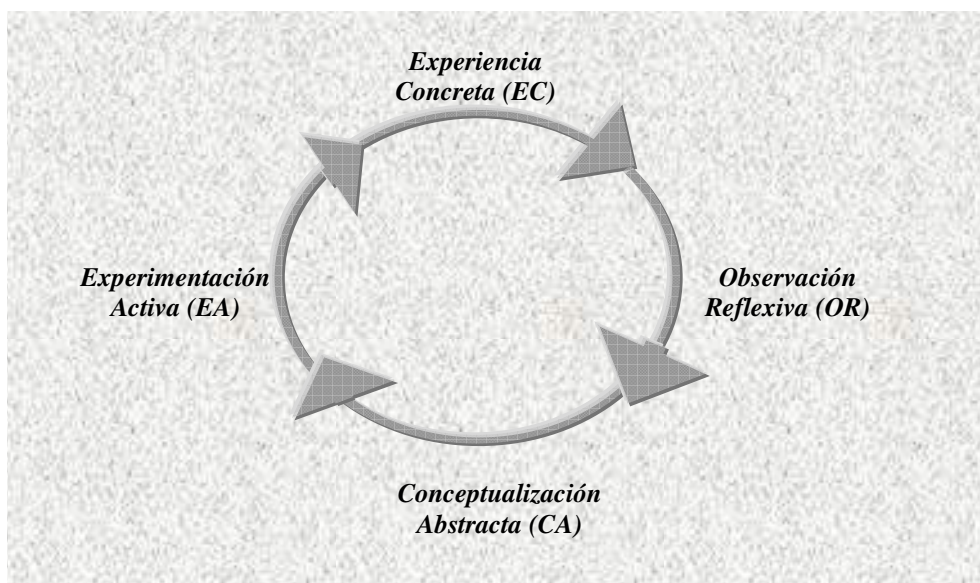 Experiencia
Concreta (EC)
Observación
Reflexiva (OR)
Conceptualización
Abstracta (CA)
Experimentación
Activa (EA)